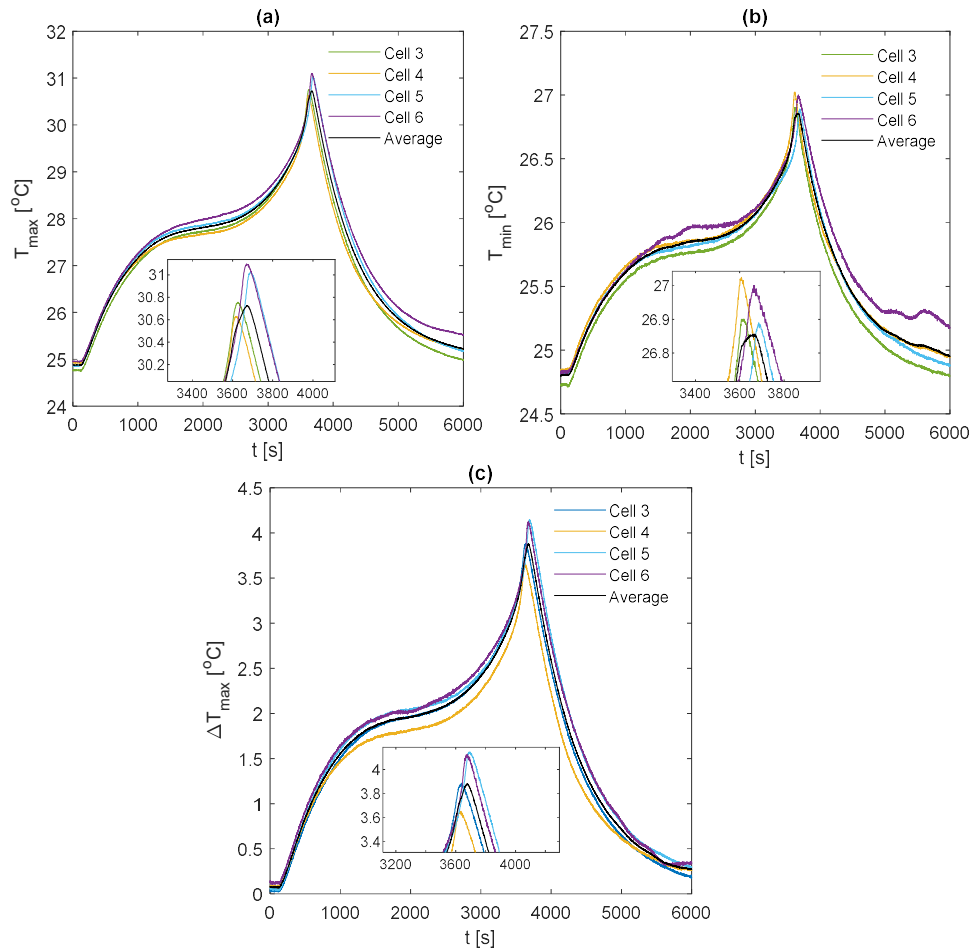 (a)
32
31
30
29
28
27
26
25
24
T_max [°C]
0
1000
2000
3000
4000
5000
6000
t [s]
Cell 3
Cell 4
Cell 5
Cell 6
Average
31
30.8
30.6
30.4
30.2
3400
3600
3800
4000
(b)
27.5
27
26.5
26
25.5
25
24.5
T_min [°C]
0
1000
2000
3000
4000
5000
6000
t [s]
Cell 3
Cell 4
Cell 5
Cell 6
Average
27
26.9
26.8
3400
3600
3800
(c)
4.5
4
3.5
3
2.5
2
1.5
1
0.5
0
ΔT_max [°C]
0
1000
2000
3000
4000
5000
6000
t [s]
Cell 3
Cell 4
Cell 5
Cell 6
Average
4
3.8
3.6
3.4
3200
3600
4000